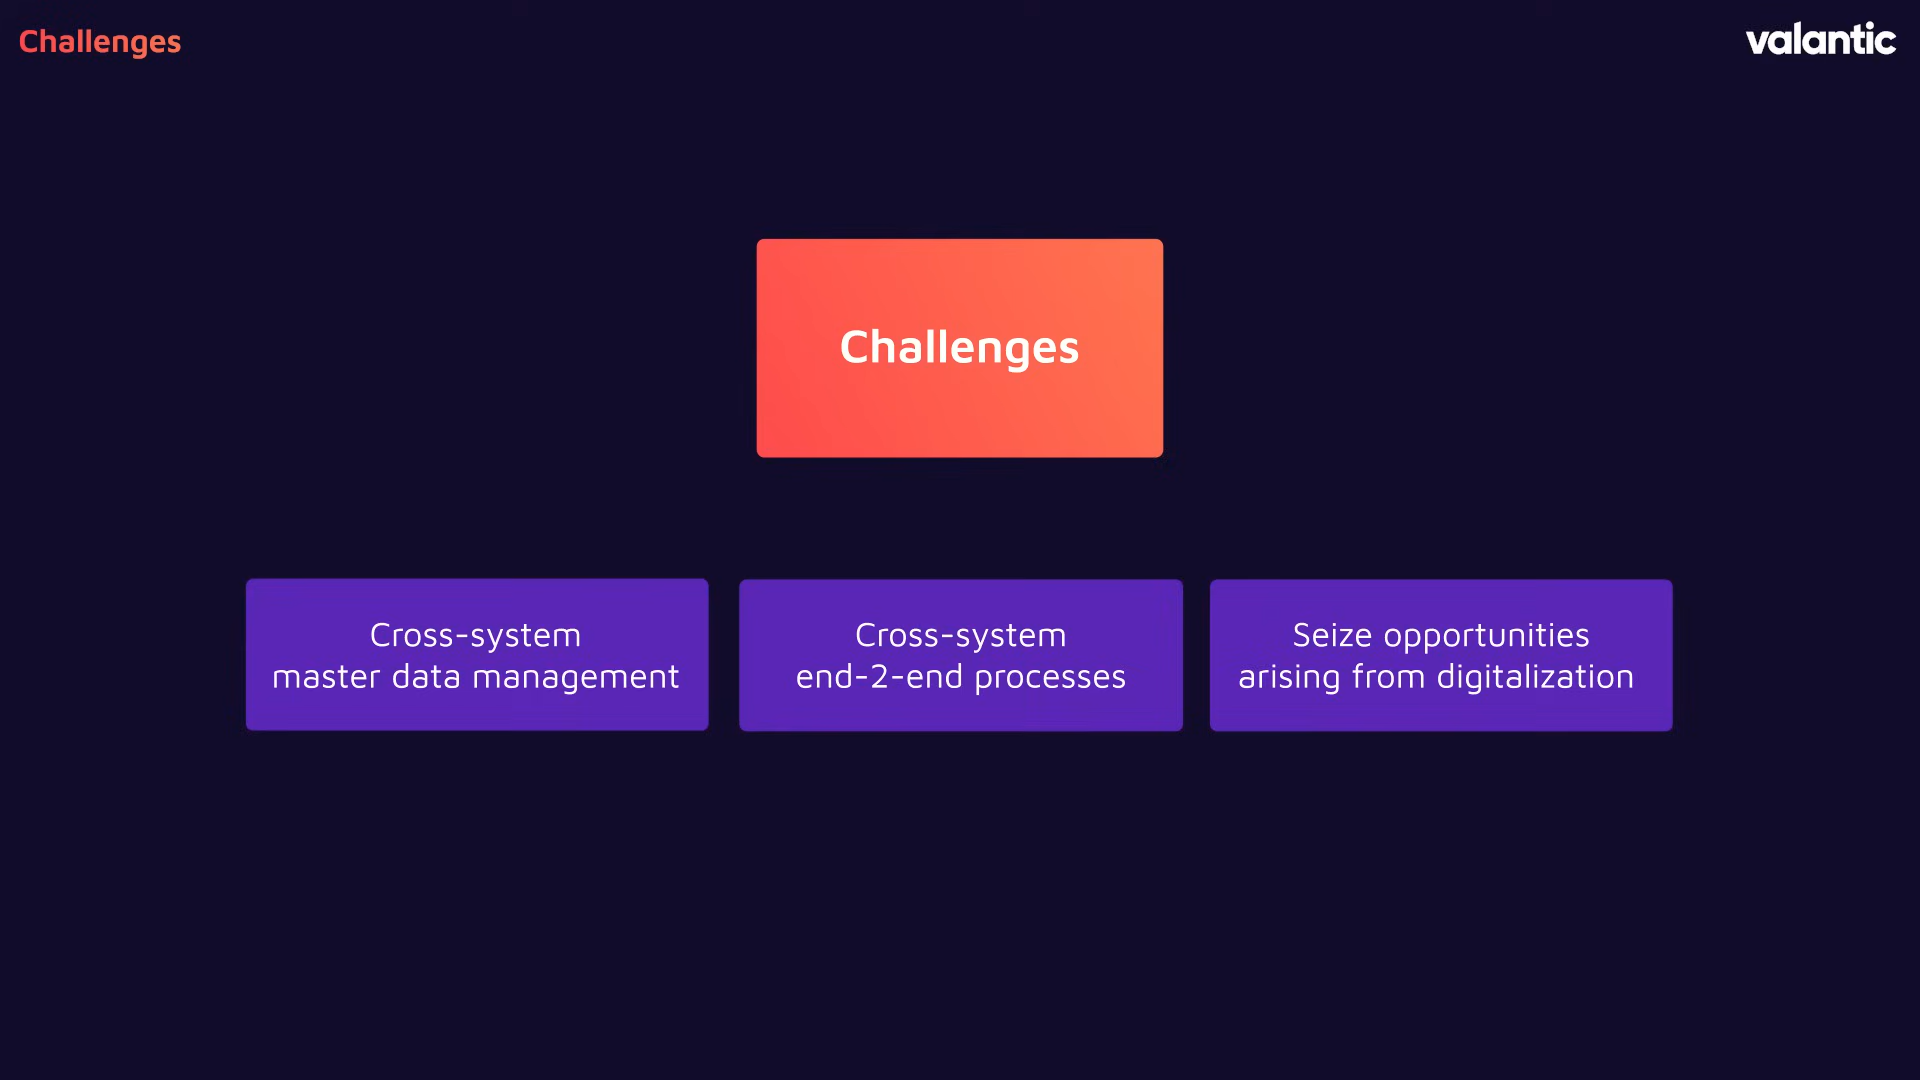 Challenges
valantic
Challenges
Cross-system
master data management
Cross-system
end-2-end processes
Seize opportunities
arising from digitalization